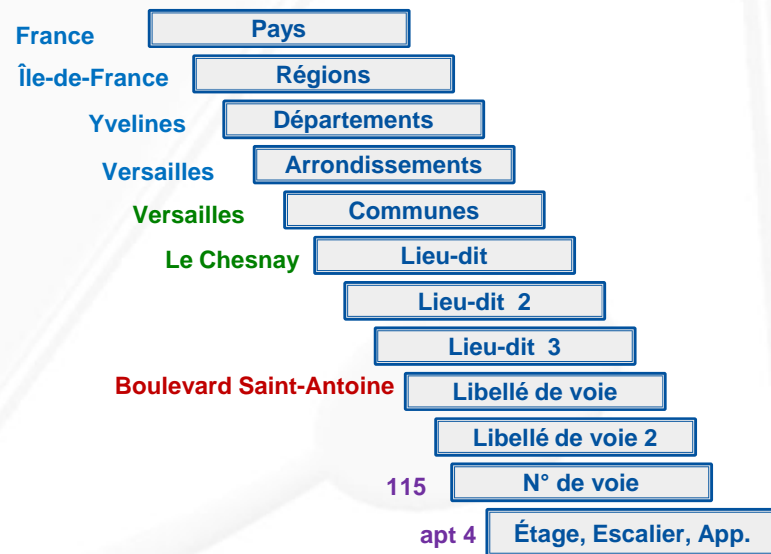 France Pays
Île-de-France Régions
Yvelines Départements
Versailles Arrondissements
Versailles Communes
Le Chesnay Lieu-dit
Lieu-dit 2
Lieu-dit 3
Boulevard Saint-Antoine Libellé de voie
Libellé de voie 2
115 N° de voie
apt 4 Étage, Escalier, App.